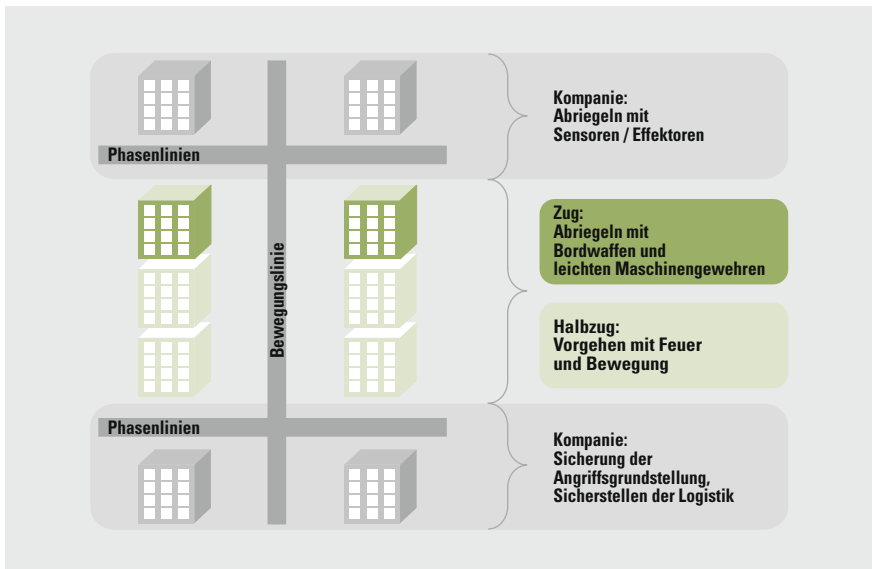 Kompanie:
Abriegeln mit
Sensoren / Effektoren
Phasenlinien
Zug:
Abriegeln mit
Bordwaffen und
leichten Maschinengewehren
Bewegungslinie
Halbzug:
Vorgehen mit Feuer
und Bewegung
Phasenlinien
Kompanie:
Sicherung der
Angriffsgrundstellung,
Sicherstellen der Logistik